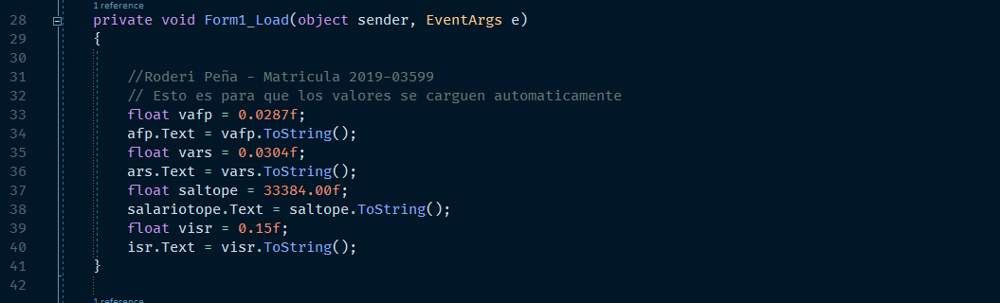 1 reference
28 private void Form1_Load(object sender, EventArgs e)
29 {
30
31 //Roderi Peña - Matricula 2019-03599
32 // Esto es para que los valores se carguen automaticamente
33 float vafp = 0.0287f;
34 afp.Text = vafp.ToString();
35 float vars = 0.0304f;
36 ars.Text = vars.ToString();
37 float saltope = 33384.00f;
38 salariotope.Text = saltope.ToString();
39 float visr = 0.15f;
40 isr.Text = visr.ToString();
41 }
42
1 reference